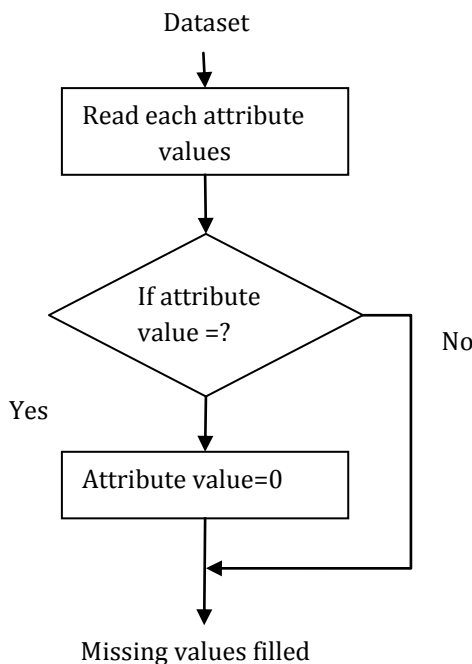 Dataset
Read each attribute
values
If attribute
value =?
No
Yes
Attribute value=0
Missing values filled